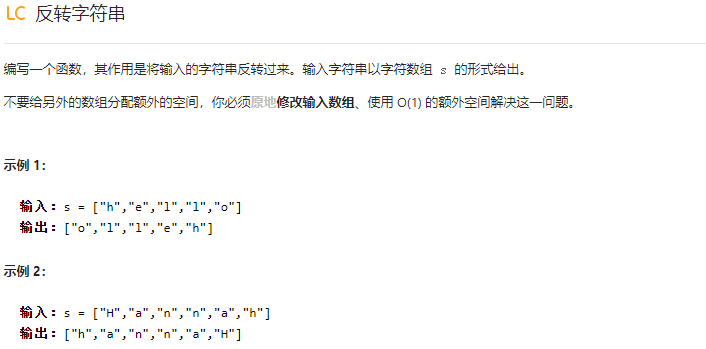 LC 反转字符串
编写一个函数，其作用是将输入的字符串反转过来。输入字符串以字符数组 s 的形式给出。
不要给另外的数组分配额外的空间，你必须原地修改输入数组、使用 O(1) 的额外空间解决这一问题。
示例 1：
输入：s = ["h","e","l","l","o"]
输出：["o","l","l","e","h"]
示例 2：
输入：s = ["H","a","n","n","a","h"]
输出：["h","a","n","n","a","H"]